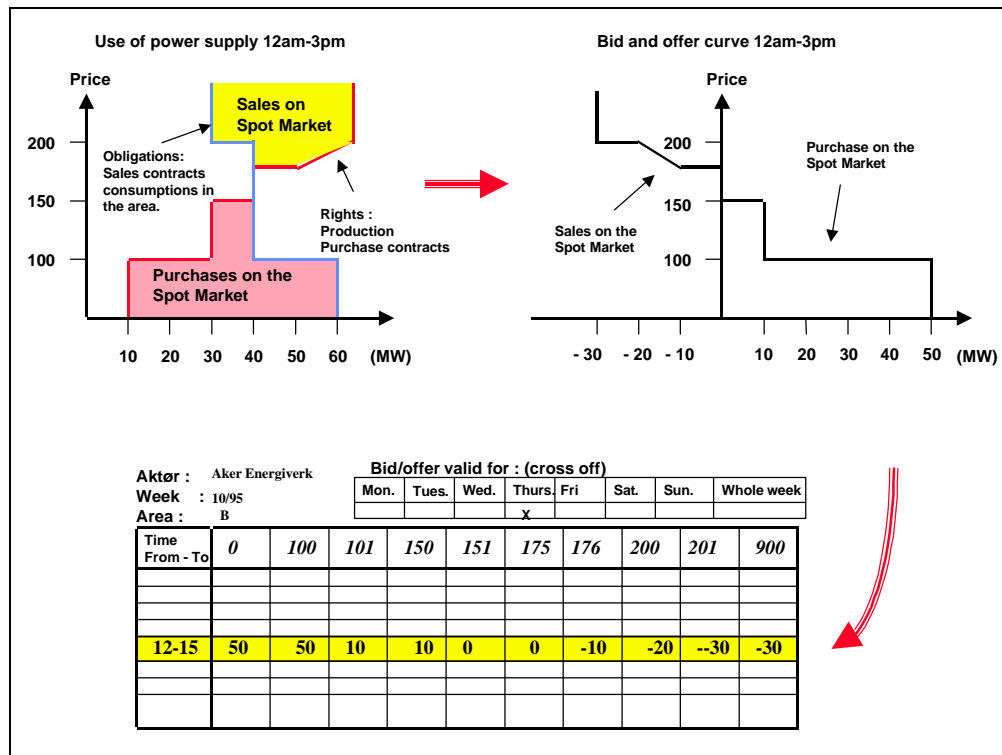 Use of power supply 12am-3pm
Price
200
150
100
Sales on
Spot Market
Obligations:
Sales contracts
consumptions in
the area.
Rights :
Production
Purchase contracts
Purchases on the
Spot Market
10 20 30 40 50 60 (MW)
Bid and offer curve 12am-3pm
Price
200
150
100
Purchase on the
Spot Market
Sales on the
Spot Market
- 30 - 20 - 10 10 20 30 40 50 (MW)
Aktør : Aker Energiverk
Week : 10/95
Area : B
Bid/offer valid for : (cross off)
Mon. Tues. Wed. Thurs. Fri Sat. Sun. Whole week
X
Time
From - To 0 100 101 150 151 175 176 200 201 900
12-15 50 50 10 10 0 0 -10 -20 --30 -30